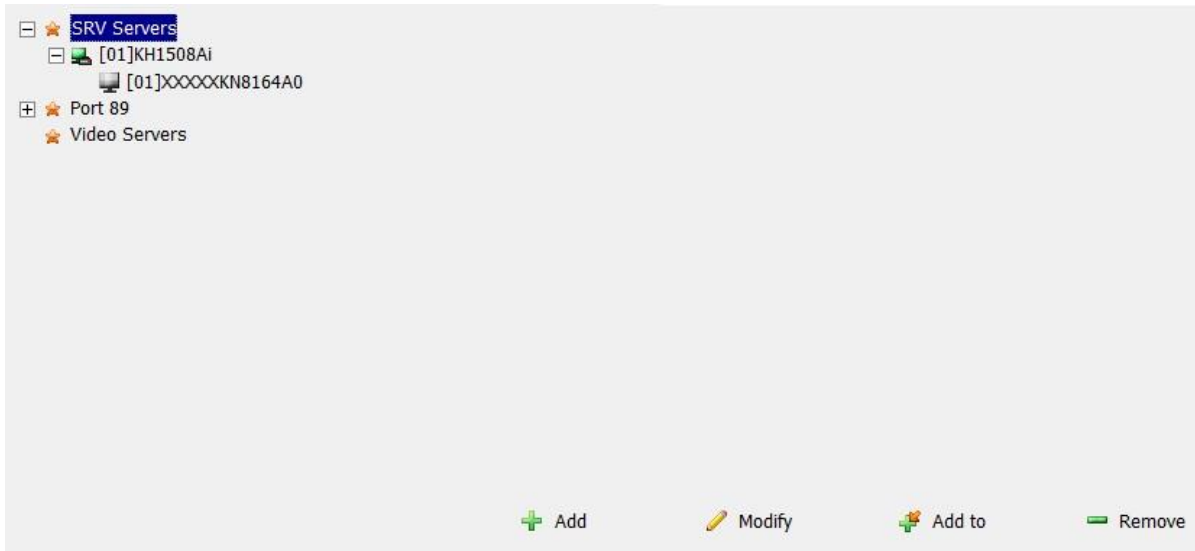 SRV Servers
[01]KH1508Ai
[01]XXXXXKN8164A0
Port 89
Video Servers
Add Modify Add to Remove